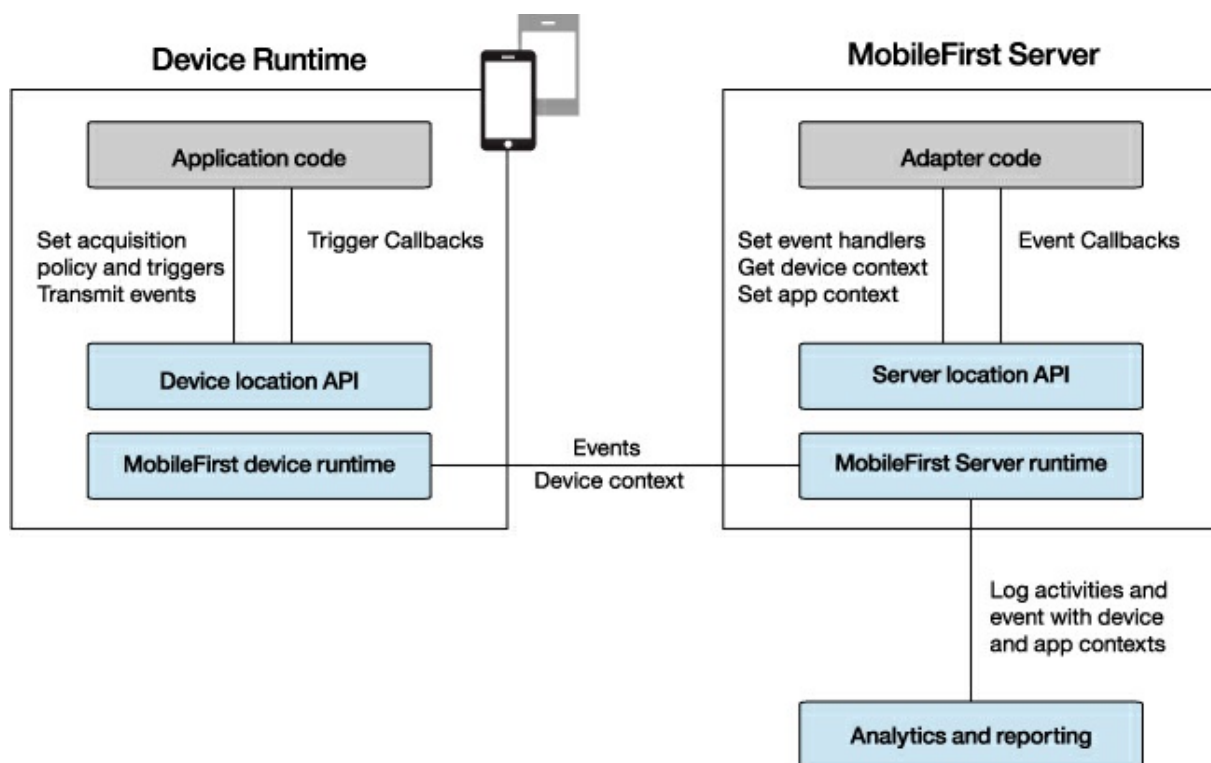 Device Runtime
MobileFirst Server
Application code
Set acquisition
policy and triggers
Transmit events
Trigger Callbacks
Device location API
MobileFirst device runtime
Events
Device context
Adapter code
Set event handlers
Get device context
Set app context
Event Callbacks
Server location API
MobileFirst Server runtime
Log activities and
event with device
and app contexts
Analytics and reporting